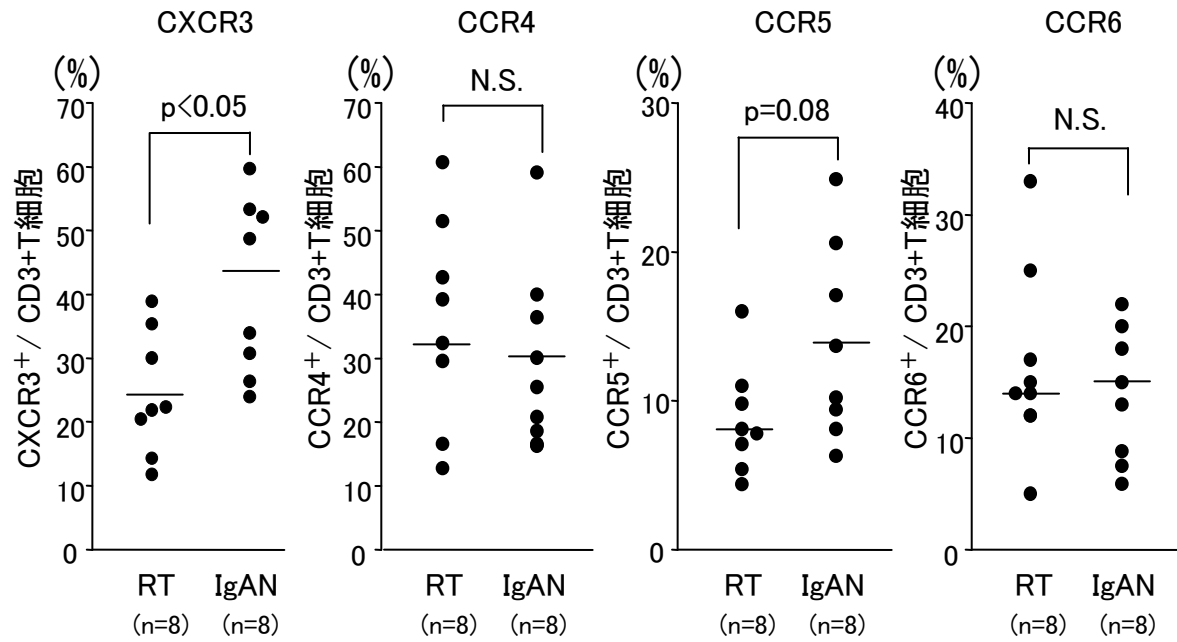 CXCR3
(%)
CXCR3+/ CD3+T細胞
70
60
50
40
30
20
10
0
p<0.05
RT
IgAN
(n=8)
(n=8)
CCR4
(%)
CCR4+/ CD3+T細胞
70
60
50
40
30
20
10
0
N.S.
RT
IgAN
(n=8)
(n=8)
CCR5
(%)
CCR5+/ CD3+T細胞
30
20
10
0
p=0.08
RT
IgAN
(n=8)
(n=8)
CCR6
(%)
CCR6+/ CD3+T細胞
40
30
20
10
0
N.S.
RT
IgAN
(n=8)
(n=8)